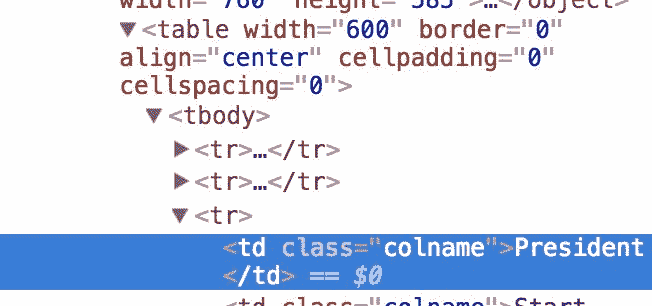 width="760" height="585">…</object>
▼<table width="600" border="0"
align="center" cellpadding="0"
cellspacing="0">
▼<tbody>
▶<tr>…</tr>
▶<tr>…</tr>
▼<tr>
<td class="colname">President
</td> == $0
<td class="colname">Start